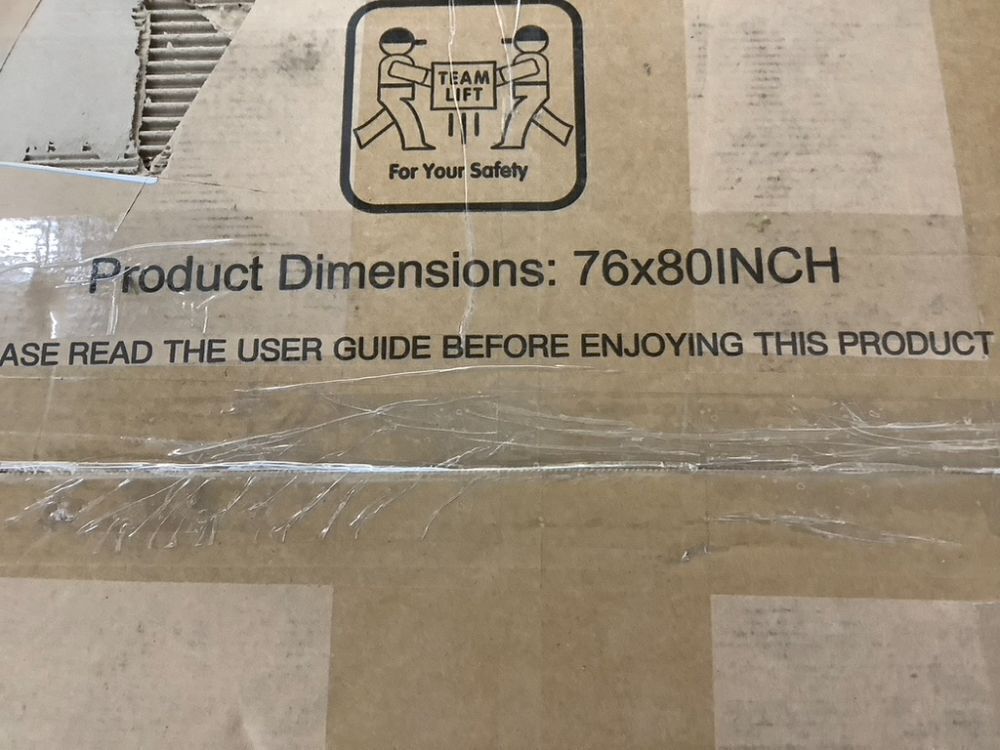 TEAM
LIFT
For Your Safety
Product Dimensions: 76x80INCH
ASE READ THE USER GUIDE BEFORE ENJOYING THIS PRODUCT